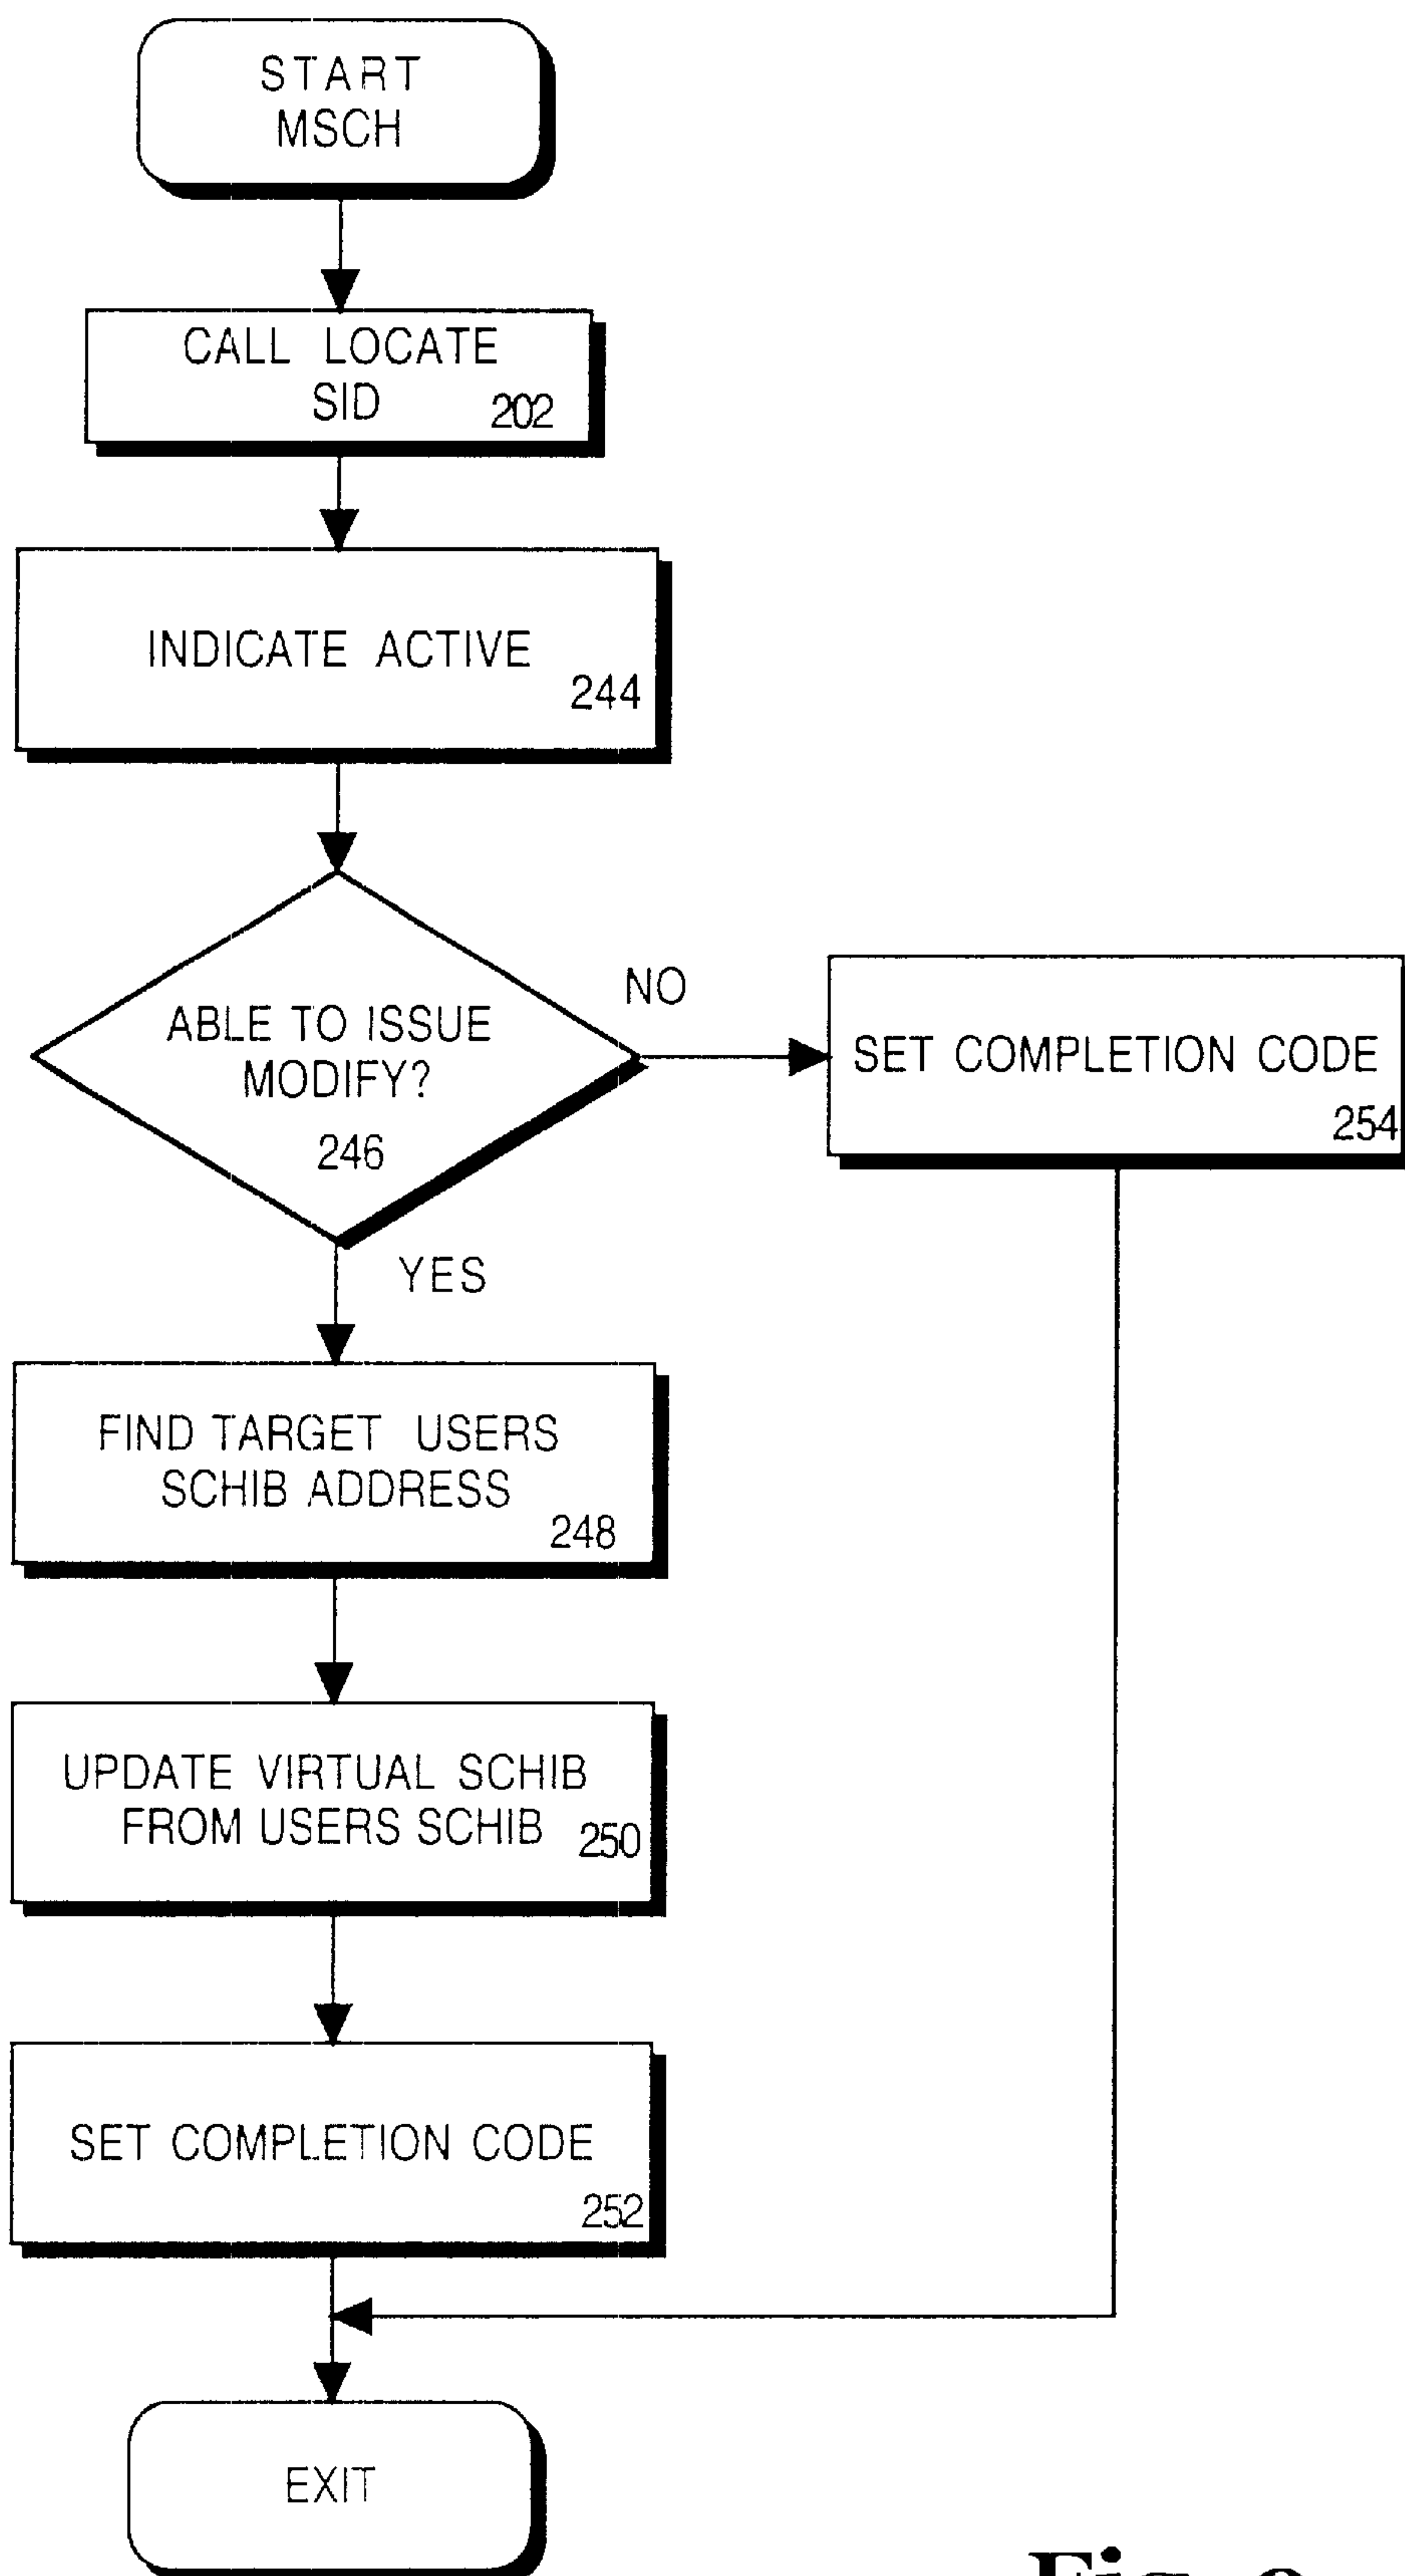 START
MSCH
CALL LOCATE
SID 202
INDICATE ACTIVE
244
ABLE TO ISSUE
MODIFY?
246
NO
SET COMPLETION CODE
254
YES
FIND TARGET USERS
SCHIB ADDRESS
248
UPDATE VIRTUAL SCHIB
FROM USERS SCHIB 250
SET COMPLETION CODE
252
EXIT